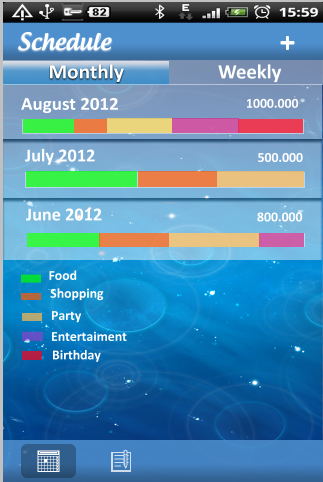 82 E 15:59
Schedule +
Monthly Weekly
August 2012 1000.000
July 2012 500.000
June 2012 800.000
Food
Shopping
Party
Entertaiment
Birthday